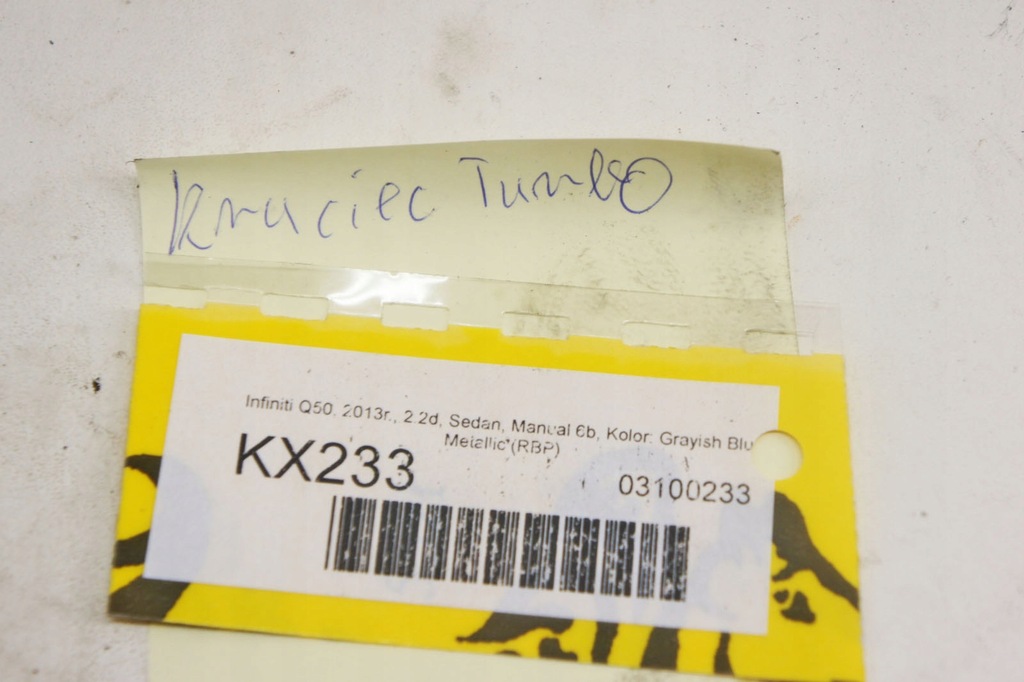 Kruciec Turbo
Infiniti Q50, 2013r., 2.2d, Sedan, Manual 6b, Kolor: Grayish Blu
Metallic (RBP)
KX233
03100233